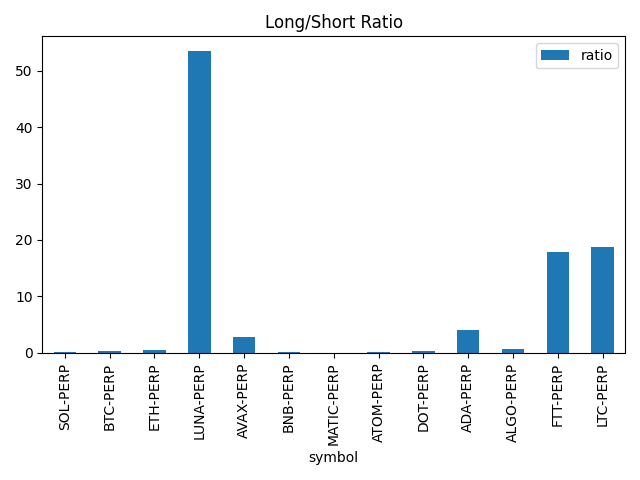 Long/Short Ratio
ratio
50
40
30
20
10
0
SOL-PERP
BTC-PERP
ETH-PERP
LUNA-PERP
AVAX-PERP
BNB-PERP
MATIC-PERP
ATOM-PERP
DOT-PERP
ADA-PERP
ALGO-PERP
FTT-PERP
LTC-PERP
symbol